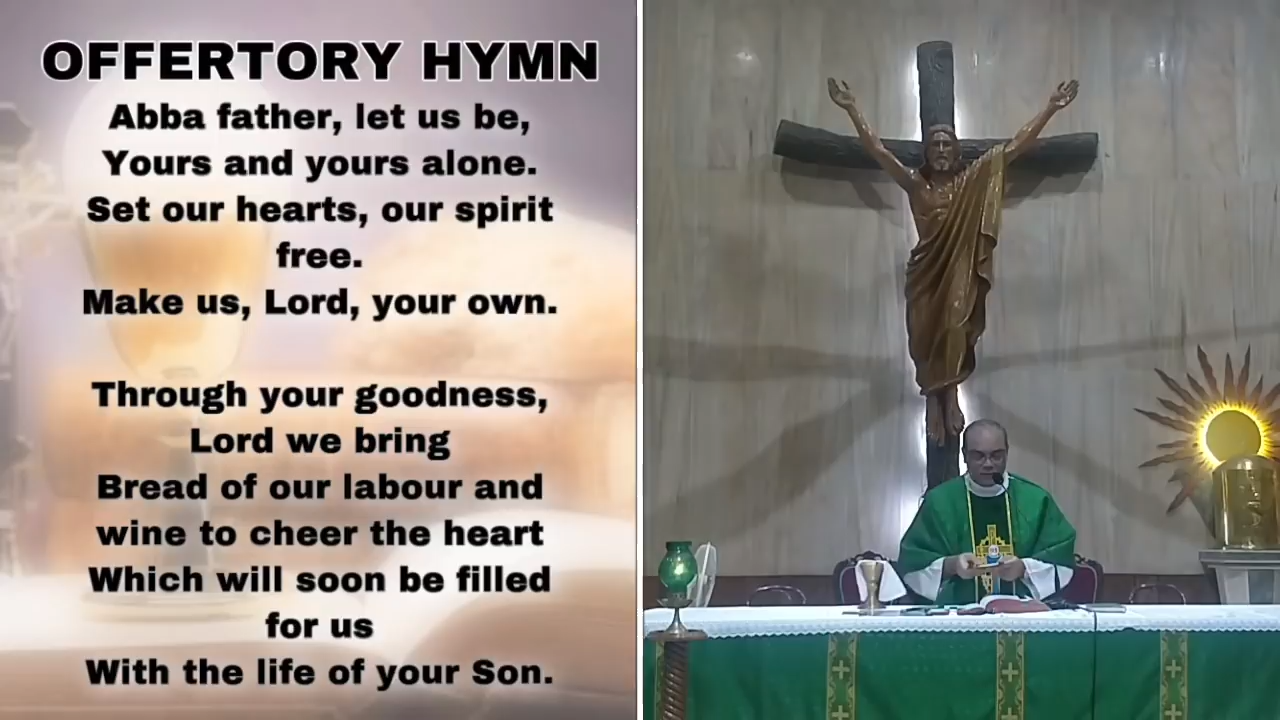 OFFERTORY HYMN
Abba father, let us be,
Yours and yours alone.
Set our hearts, our spirit
free.
Make us, Lord, your own.
Through your goodness,
Lord we bring
Bread of our labour and
wine to cheer the heart
Which will soon be filled
for us
With the life of your Son.